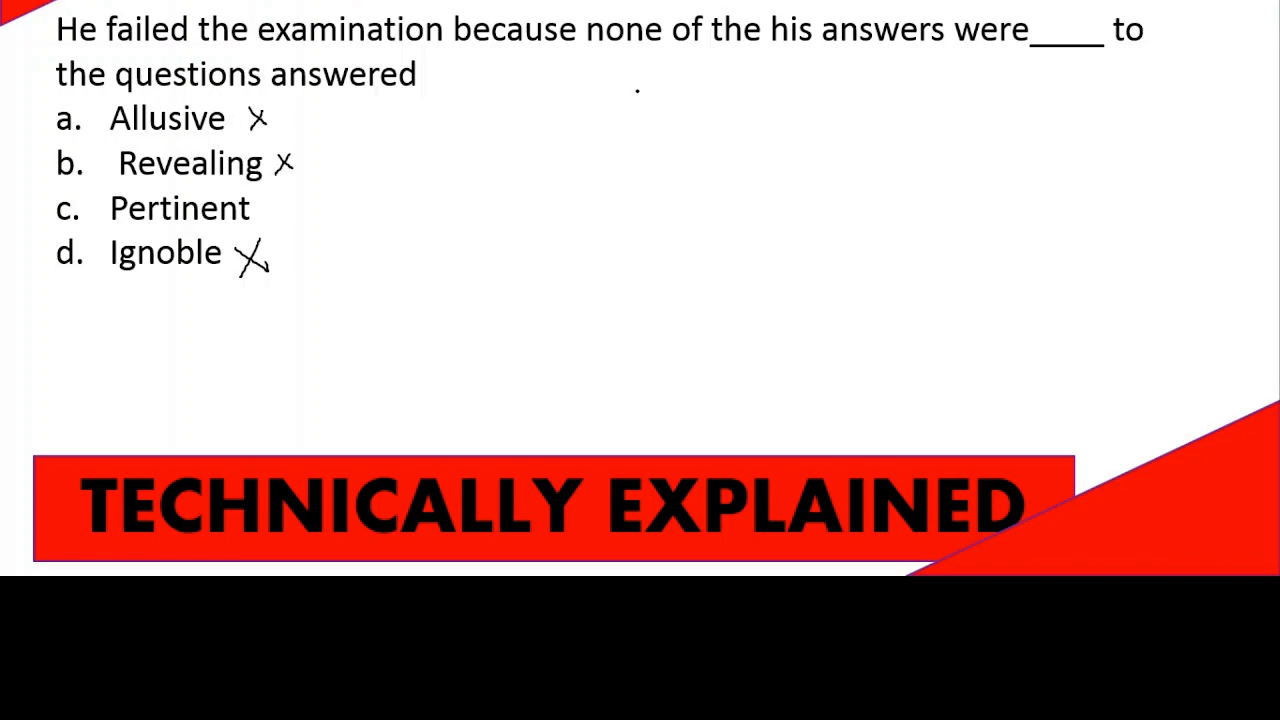 He failed the examination because none of the his answers were____ to
the questions answered
a. Allusive x
b. Revealing x
c. Pertinent
d. Ignoble x
TECHNICALLY EXPLAINED